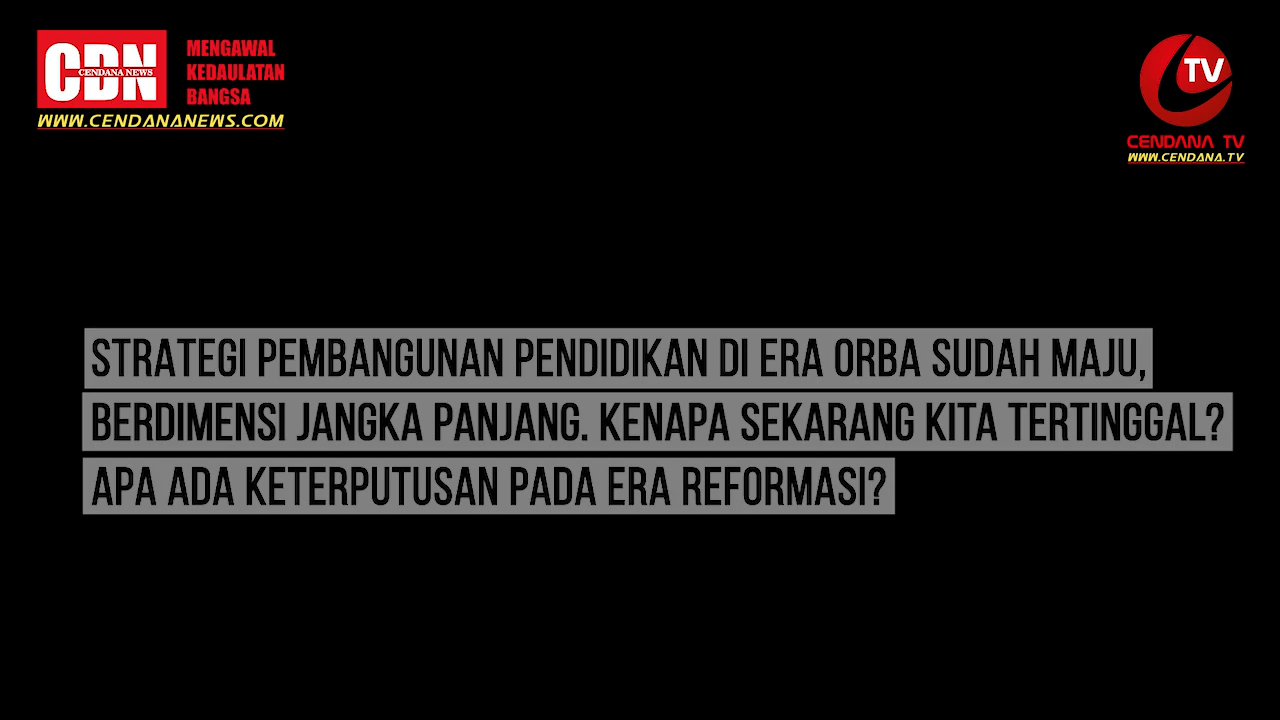 CDN
CENDANA NEWS
MENGAWAL
KEDAULATAN
BANGSA
WWW.CENDANANEWS.COM
TV
CENDANA TV
WWW.CENDANA.TV
STRATEGI PEMBANGUNAN PENDIDIKAN DI ERA ORBA SUDAH MAJU,
BERDIMENSI JANGKA PANJANG. KENAPA SEKARANG KITA TERTINGGAL?
APA ADA KETERPUTUSAN PADA ERA REFORMASI?